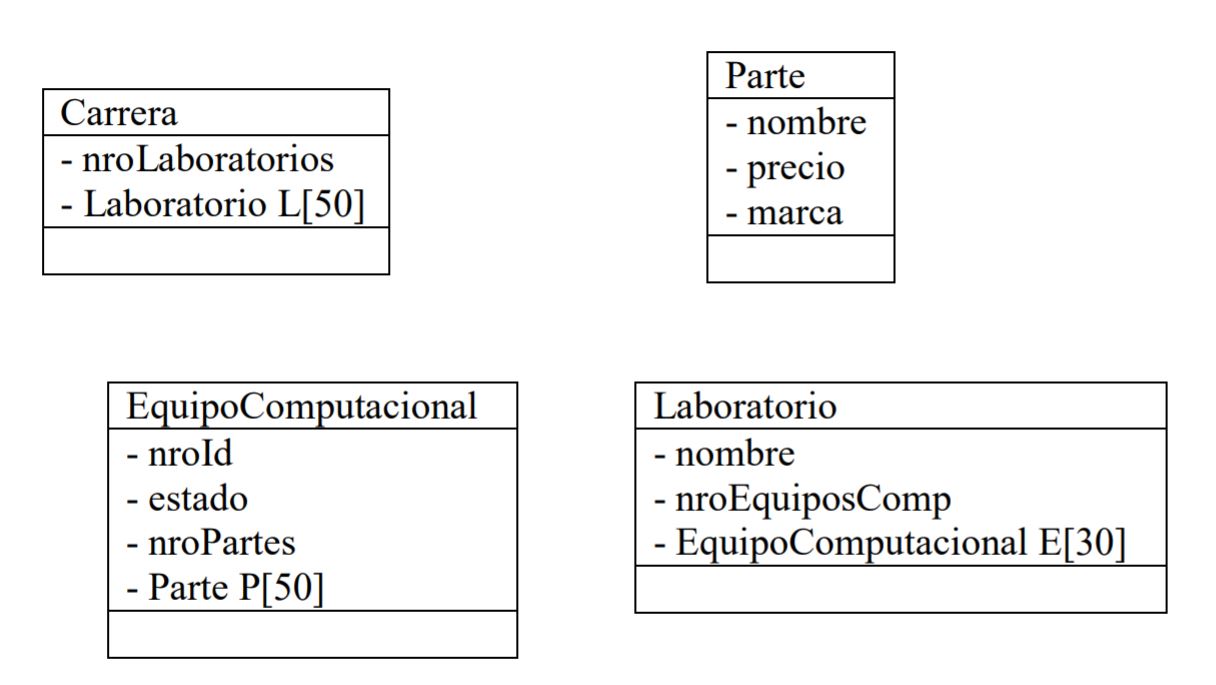 Carrera
- nroLaboratorios
- Laboratorio L[50]
Parte
- nombre
- precio
- marca
EquipoComputacional
- nroId
- estado
- nroPartes
- Parte P[50]
Laboratorio
- nombre
- nroEquiposComp
- EquipoComputacional E[30]